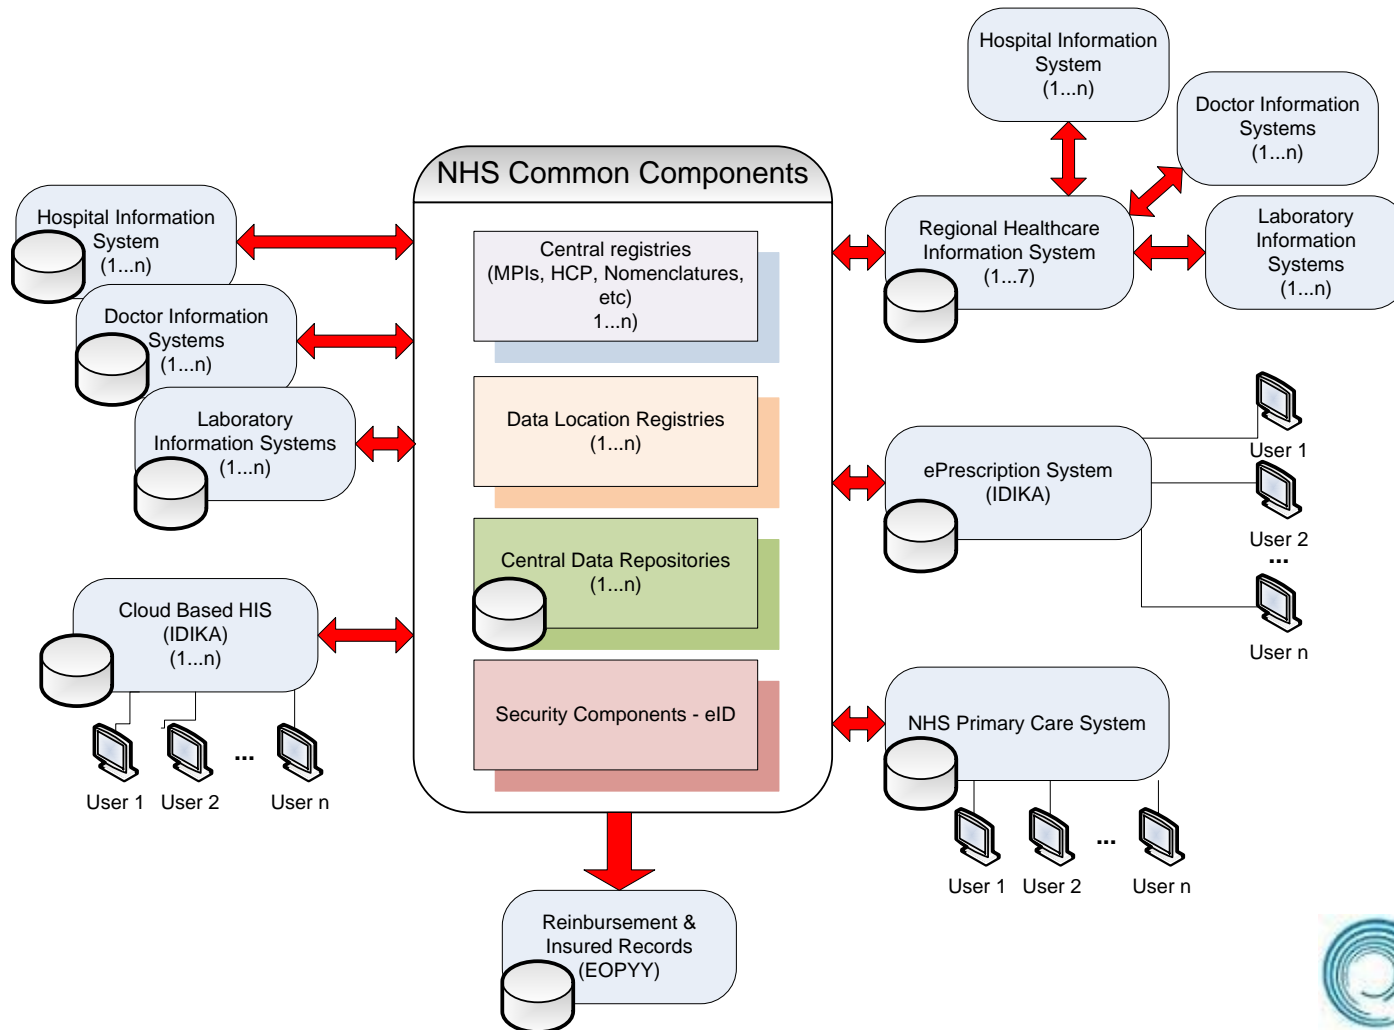 Hospital Information
System
(1...n)
Doctor Information
Systems
(1...n)
NHS Common Components
Hospital Information
System
(1...n)
Regional Healthcare
Information System
(1...7)
Laboratory
Information
Systems
(1...n)
Central registries
(MPIs, HCP, Nomenclatures,
etc)
1...n)
Doctor Information
Systems
(1...n)
Laboratory
Information Systems
(1...n)
Data Location Registries
(1...n)
ePrescription System
(IDIKA)
User 1
User 2
...
User n
Central Data Repositories
(1...n)
Cloud Based HIS
(IDIKA)
(1...n)
...
User 1
User 2
User n
Security Components - eID
NHS Primary Care System
...
User 1
User 2
User n
Reinbursement &
Insured Records
(EOPYY)